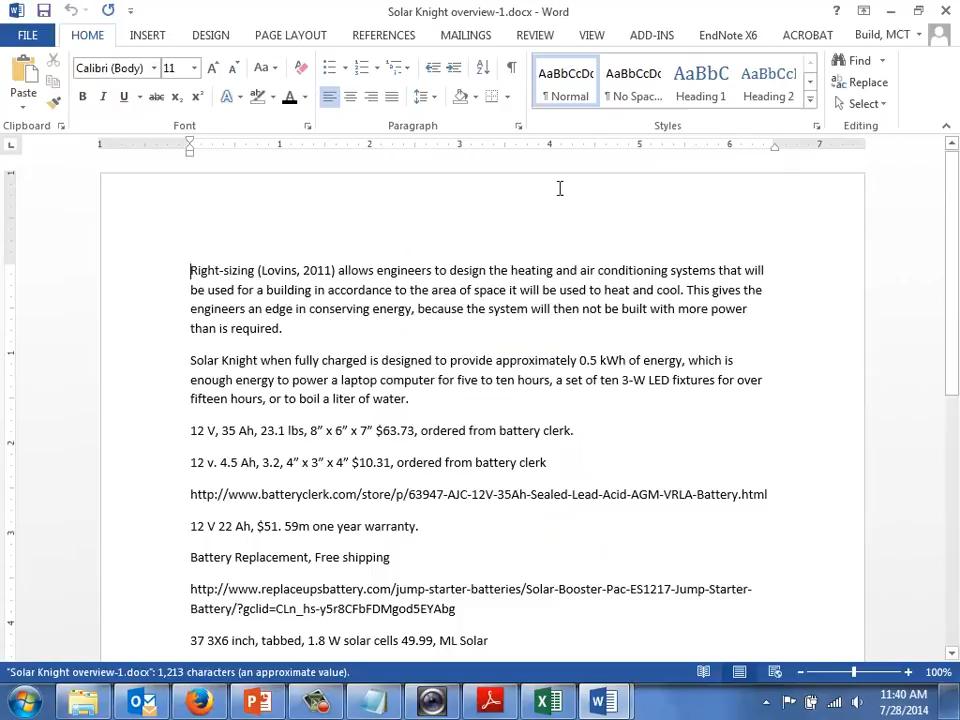 Solar Knight overview-1.docx - Word
FILE HOME INSERT DESIGN PAGE LAYOUT REFERENCES MAILINGS REVIEW VIEW ADD-INS EndNote X6 ACROBAT Build, MCT
Calibri (Body) 11
Paste
Clipboard Font Paragraph Styles Editing
AaBbCcDc AaBbCcDc AaBbC AaBbCcl
¶ Normal ¶ No Spac... Heading 1 Heading 2
Find
Replace
Select
1 1 2 3 4 5 6 7
Right-sizing (Lovins, 2011) allows engineers to design the heating and air conditioning systems that will
be used for a building in accordance to the area of space it will be used to heat and cool. This gives the
engineers an edge in conserving energy, because the system will then not be built with more power
than is required.
Solar Knight when fully charged is designed to provide approximately 0.5 kWh of energy, which is
enough energy to power a laptop computer for five to ten hours, a set of ten 3-W LED fixtures for over
fifteen hours, or to boil a liter of water.
12 V, 35 Ah, 23.1 lbs, 8” x 6” x 7” $63.73, ordered from battery clerk.
12 v. 4.5 Ah, 3.2, 4” x 3” x 4” $10.31, ordered from battery clerk
http://www.batteryclerk.com/store/p/63947-AJC-12V-35Ah-Sealed-Lead-Acid-AGM-VRLA-Battery.html
12 V 22 Ah, $51. 59m one year warranty.
Battery Replacement, Free shipping
http://www.replaceupsbattery.com/jump-starter-batteries/Solar-Booster-Pac-ES1217-Jump-Starter-
Battery/?gclid=CLn_hs-y5r8CFbFDMgod5EYAbg
37 3X6 inch, tabbed, 1.8 W solar cells 49.99, ML Solar
"Solar Knight overview-1.docx": 1,213 characters (an approximate value).
100%
11:40 AM
7/28/2014